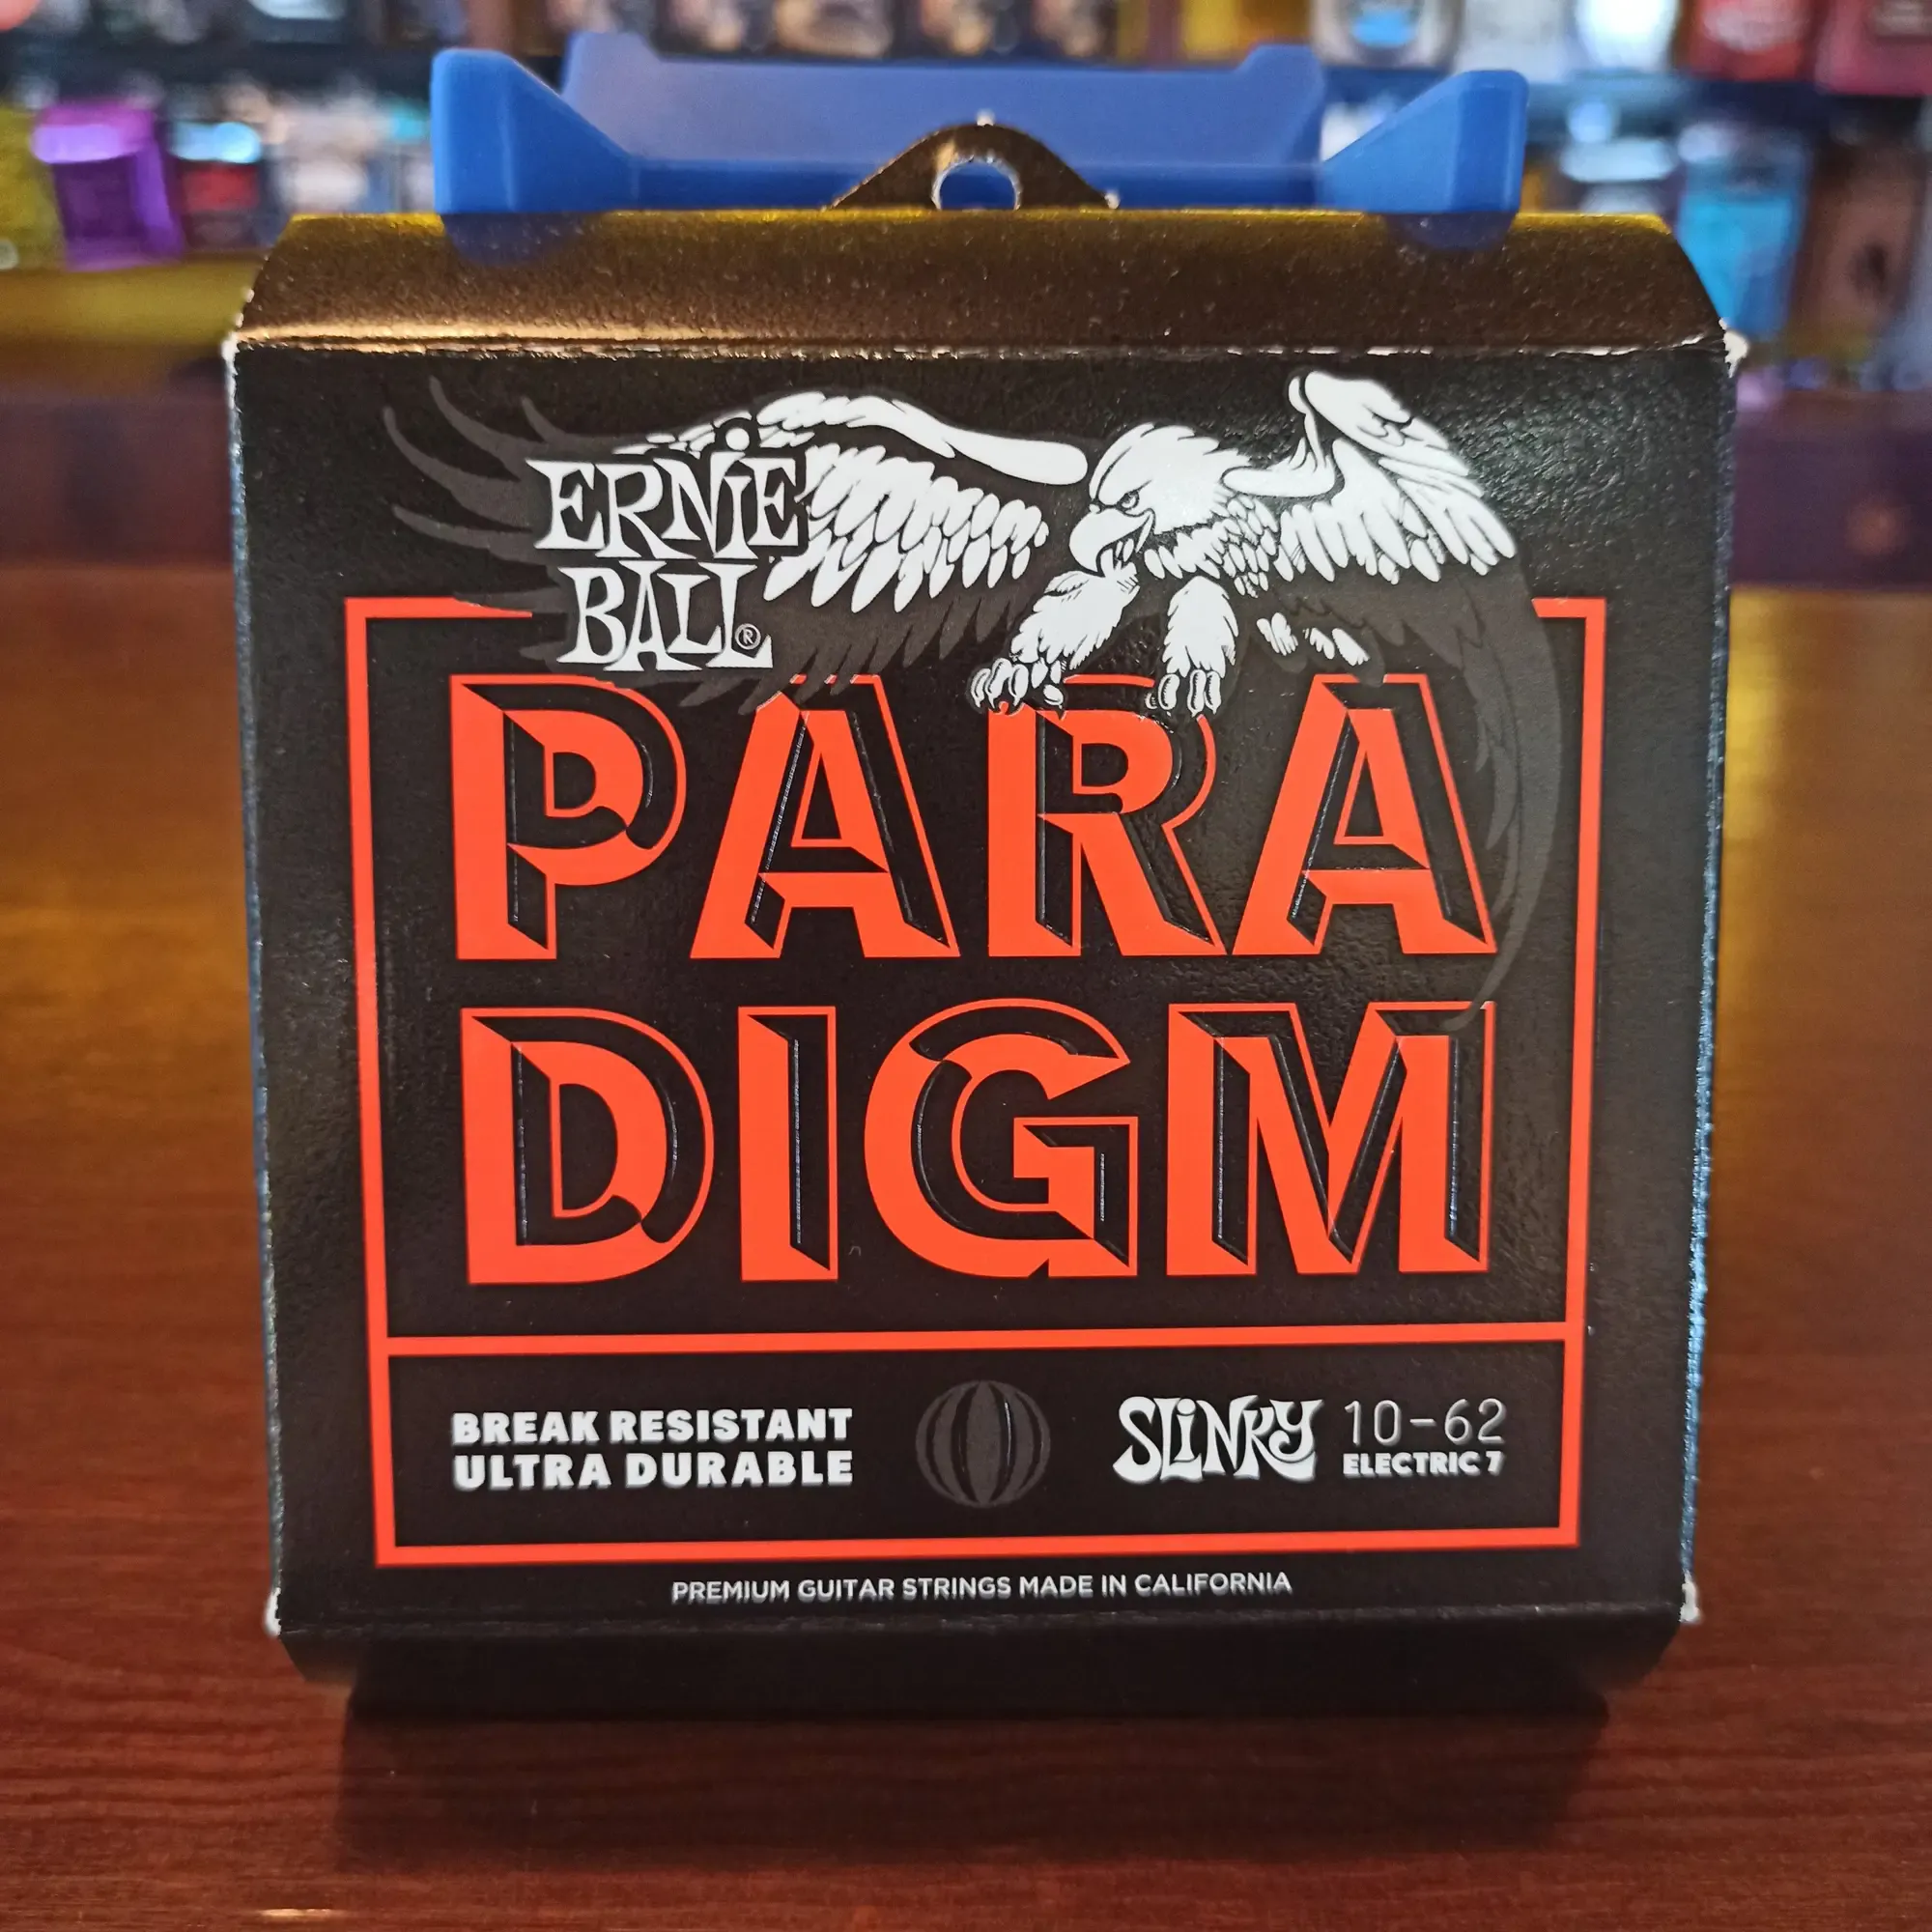 ERNiE
BALL®
PARA
DIGM
BREAK RESISTANT
ULTRA DURABLE
SLiNKY 10-62
ELECTRIC 7
PREMIUM GUITAR STRINGS MADE IN CALIFORNIA